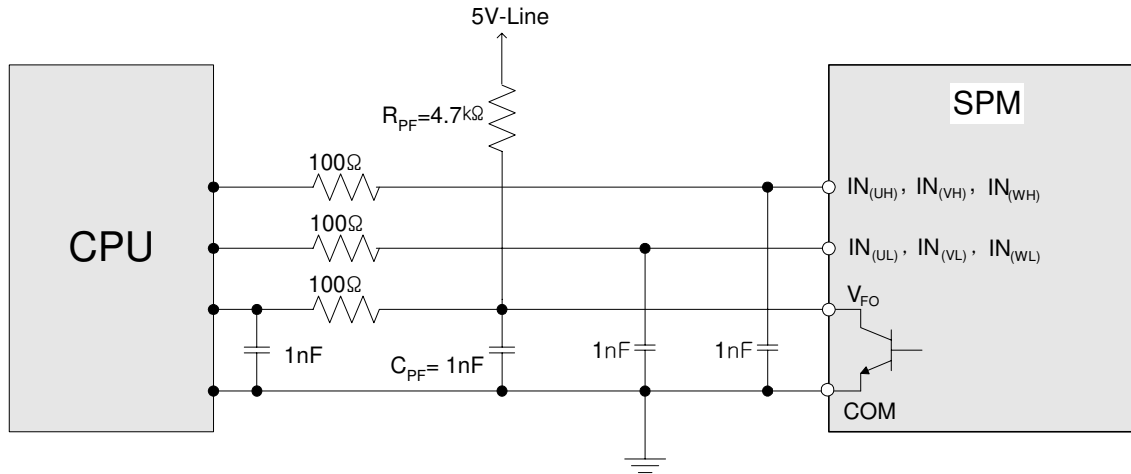 5V-Line
CPU
SPM
R_PF=4.7kΩ
100Ω
IN(UH), IN(VH), IN(WH)
100Ω
IN(UL), IN(VL), IN(WL)
100Ω
V_FO
1nF
C_PF= 1nF
1nF
1nF
COM